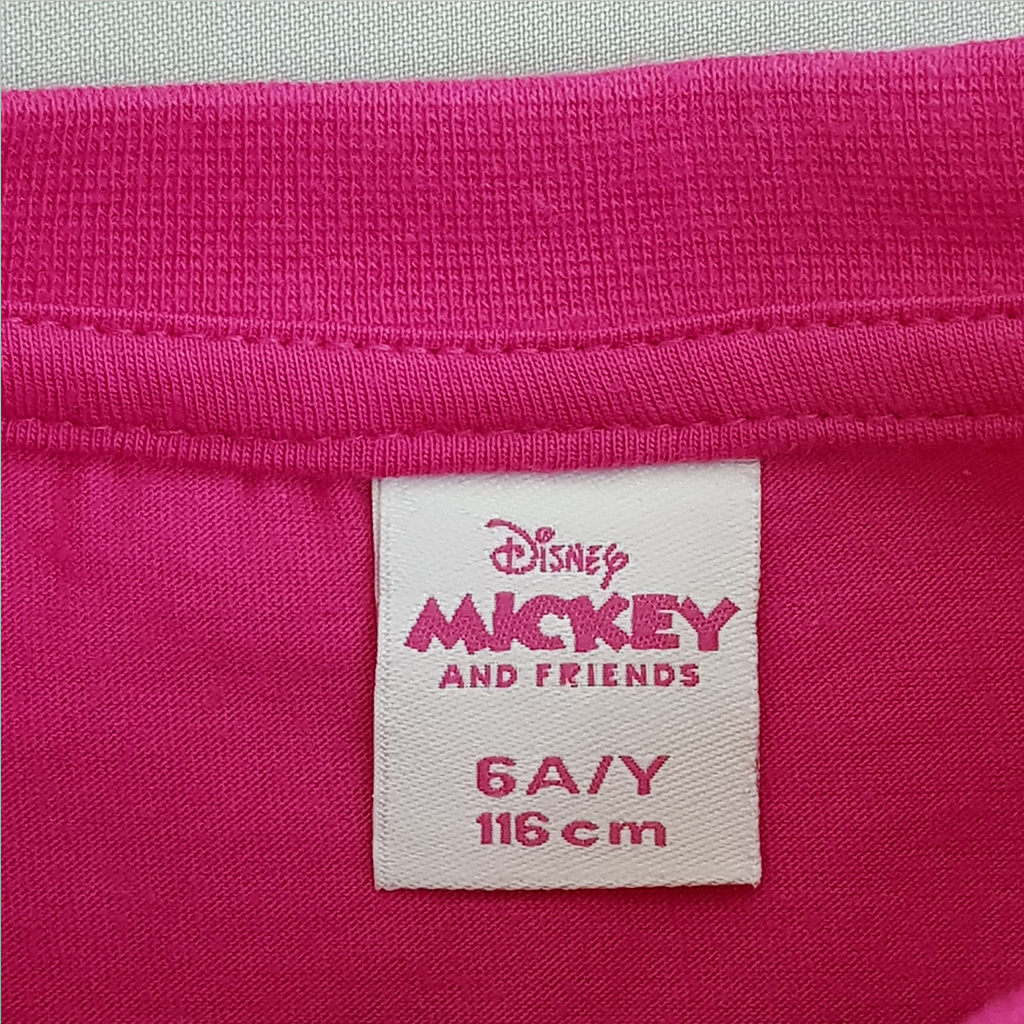 Disney
MICKEY
AND FRIENDS
6A/Y
116 cm